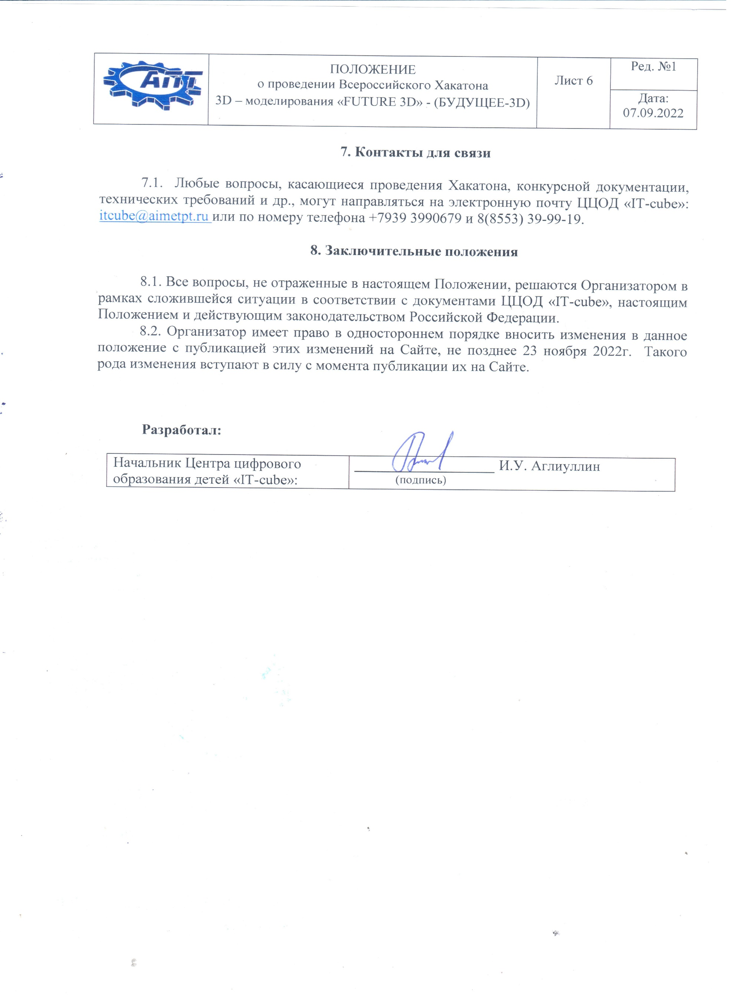 АПТ
ПОЛОЖЕНИЕ
о проведении Всероссийского Хакатона
3D – моделирования «FUTURE 3D» - (БУДУЩЕЕ-3D)
Лист 6
Ред. №1
Дата:
07.09.2022
7. Контакты для связи
7.1. Любые вопросы, касающиеся проведения Хакатона, конкурсной документации,
технических требований и др., могут направляться на электронную почту ЦЦОД «IT-cube»:
itcube@aimetpt.ru или по номеру телефона +7939 3990679 и 8(8553) 39-99-19.
8. Заключительные положения
8.1. Все вопросы, не отраженные в настоящем Положении, решаются Организатором в
рамках сложившейся ситуации в соответствии с документами ЦЦОД «IT-cube», настоящим
Положением и действующим законодательством Российской Федерации.
8.2. Организатор имеет право в одностороннем порядке вносить изменения в данное
положение с публикацией этих изменений на Сайте, не позднее 23 ноября 2022г. Такого
рода изменения вступают в силу с момента публикации их на Сайте.
Разработал:
Начальник Центра цифрового
образования детей «IT-cube»:
И.У. Аглиуллин
(подпись)